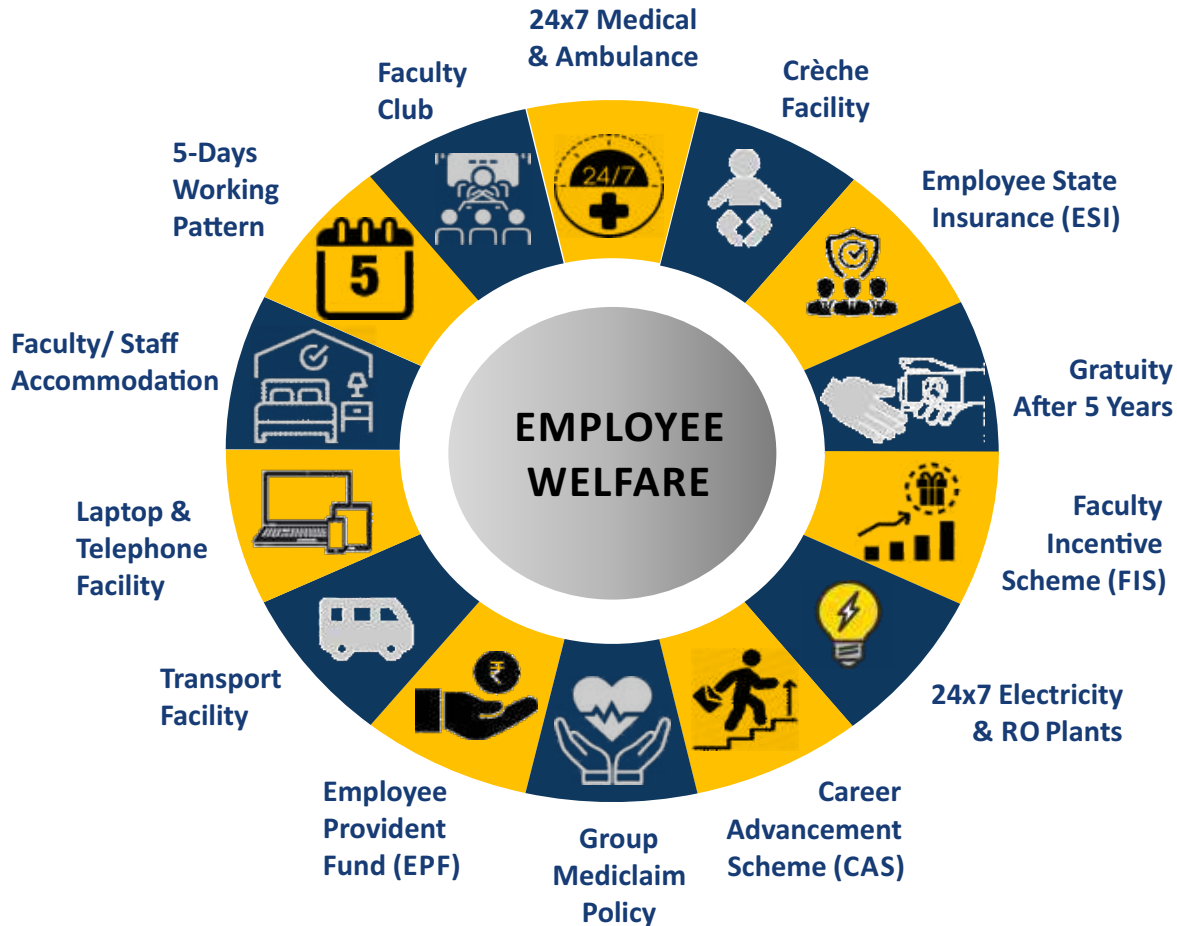 24x7 Medical
& Ambulance
Crèche
Facility
Employee State
Insurance (ESI)
Gratuity
After 5 Years
Faculty
Incentive
Scheme (FIS)
24x7 Electricity
& RO Plants
Career
Advancement
Scheme (CAS)
Group
Mediclaim
Policy
Employee
Provident
Fund (EPF)
Transport
Facility
Laptop &
Telephone
Facility
Faculty/ Staff
Accommodation
5-Days
Working
Pattern
Faculty
Club
24/7
5
₹
EMPLOYEE
WELFARE